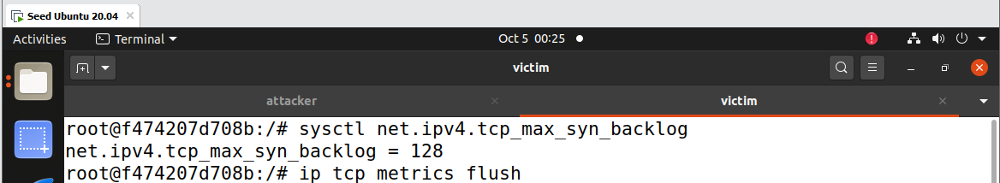 Seed Ubuntu 20.04
Activities
Terminal
Oct 5 00:25
victim
attacker
victim
root@f474207d708b:/# sysctl net.ipv4.tcp_max_syn_backlog
net.ipv4.tcp_max_syn_backlog = 128
root@f474207d708b:/# ip tcp metrics flush